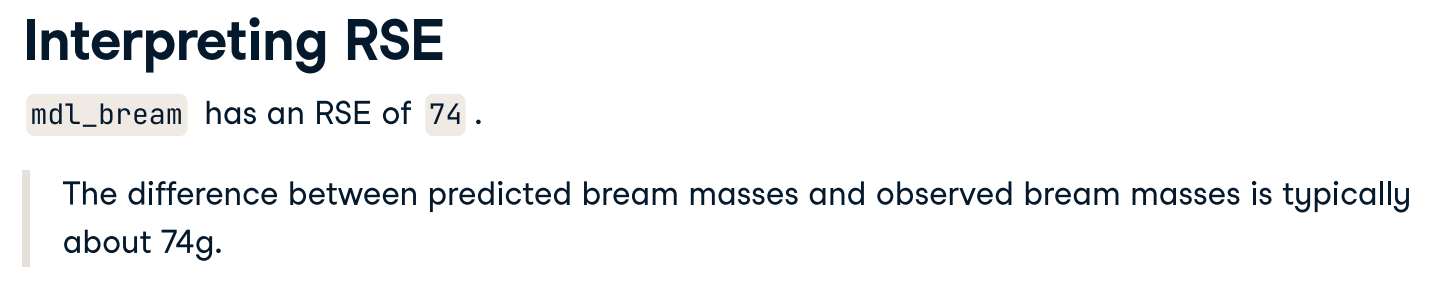 Interpreting RSE
mdl_bream has an RSE of 74 .
The difference between predicted bream masses and observed bream masses is typically
about 74g.